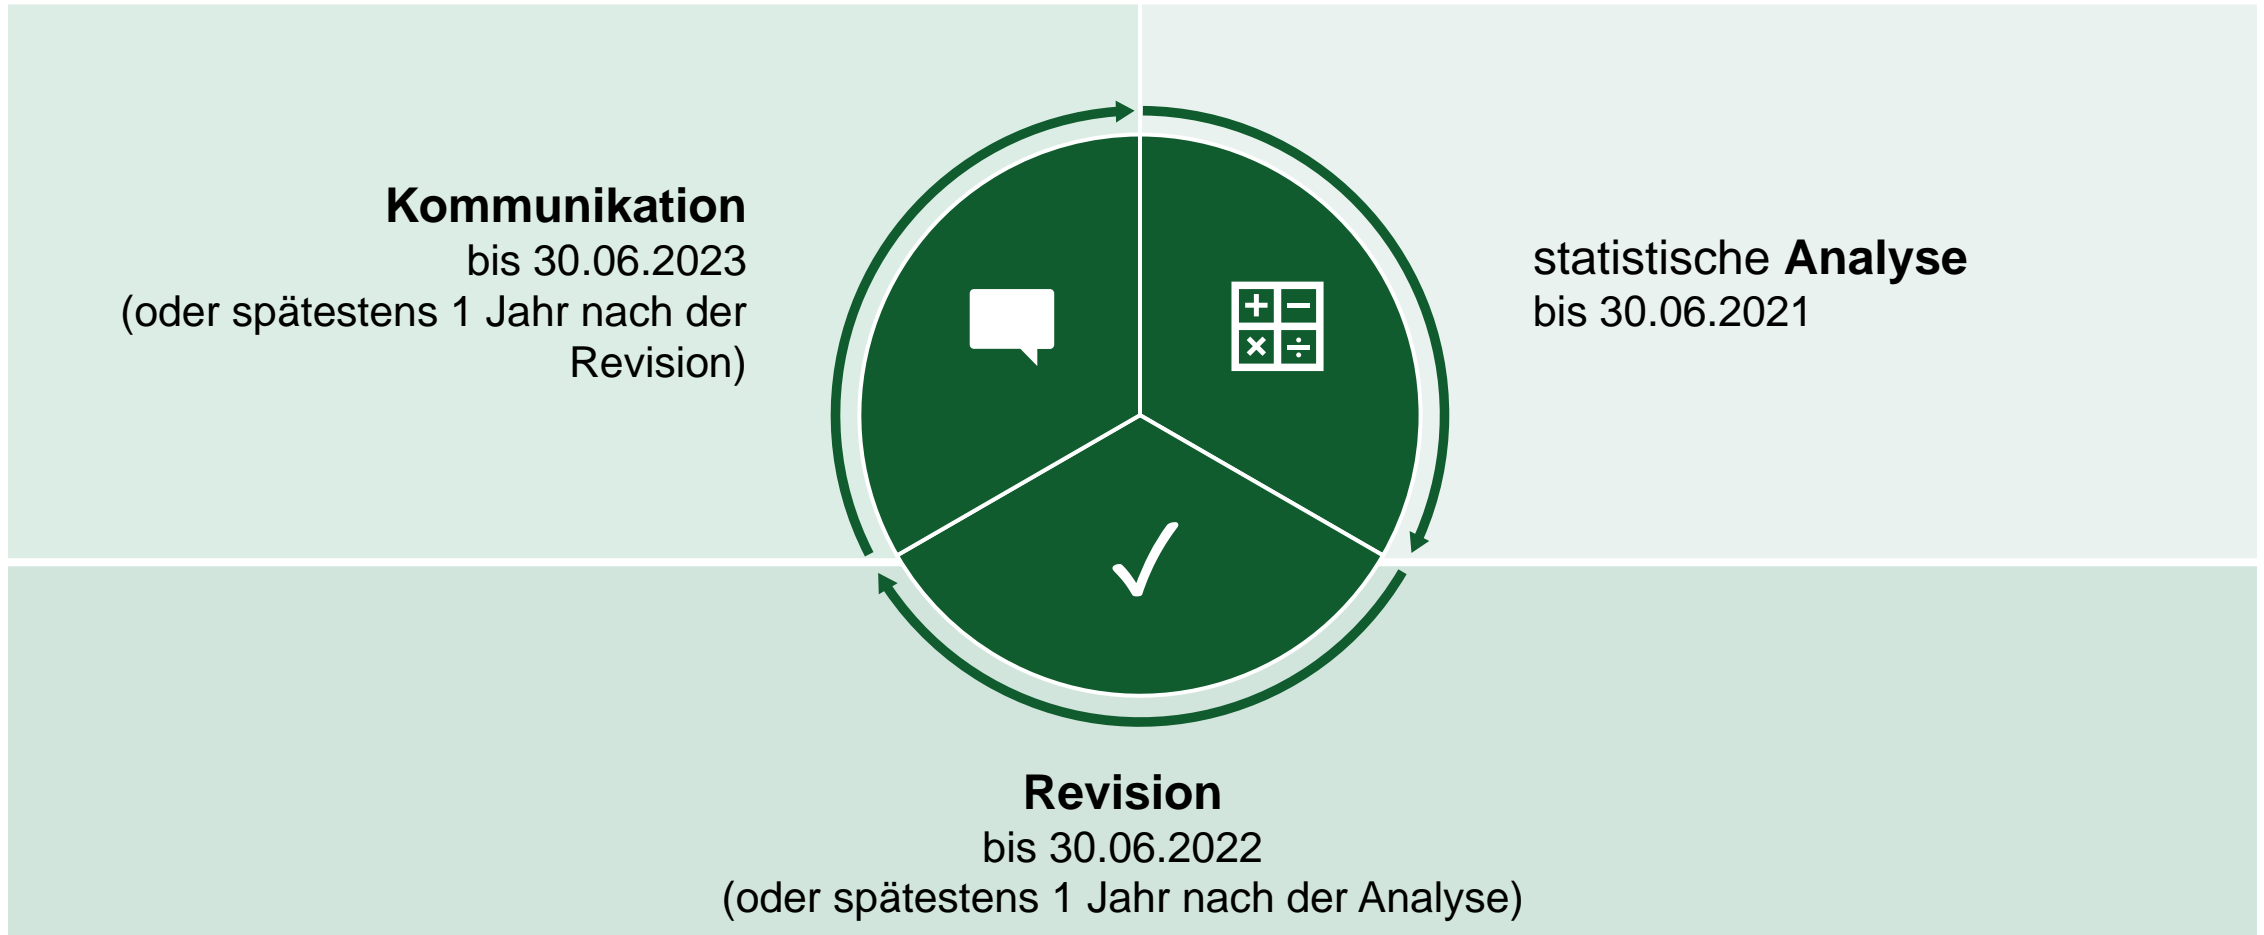 Kommunikation
bis 30.06.2023
(oder spätestens 1 Jahr nach der
Revision)
statistische Analyse
bis 30.06.2021
Revision
bis 30.06.2022
(oder spätestens 1 Jahr nach der Analyse)